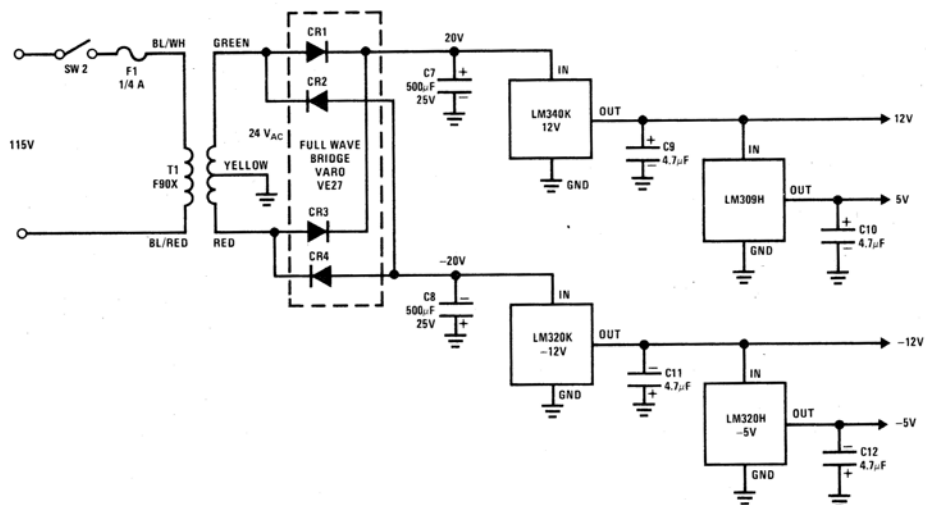 SW 2
F1
1/4 A
BL/WH
115V
T1
F90X
BL/RED
GREEN
24 VAC
YELLOW
RED
CR1
CR2
FULL WAVE
BRIDGE
VARO
VE27
CR3
CR4
20V
C7
500μF
25V
+
−
IN
LM340K
12V
OUT
GND
+
C9
4.7μF
−
12V
IN
LM309H
OUT
GND
5V
+
C10
4.7μF
−
−20V
C8
500μF
25V
−
+
IN
LM320K
−12V
OUT
GND
−
C11
4.7μF
+
−12V
IN
LM320H
−5V
OUT
GND
−5V
−
C12
4.7μF
+